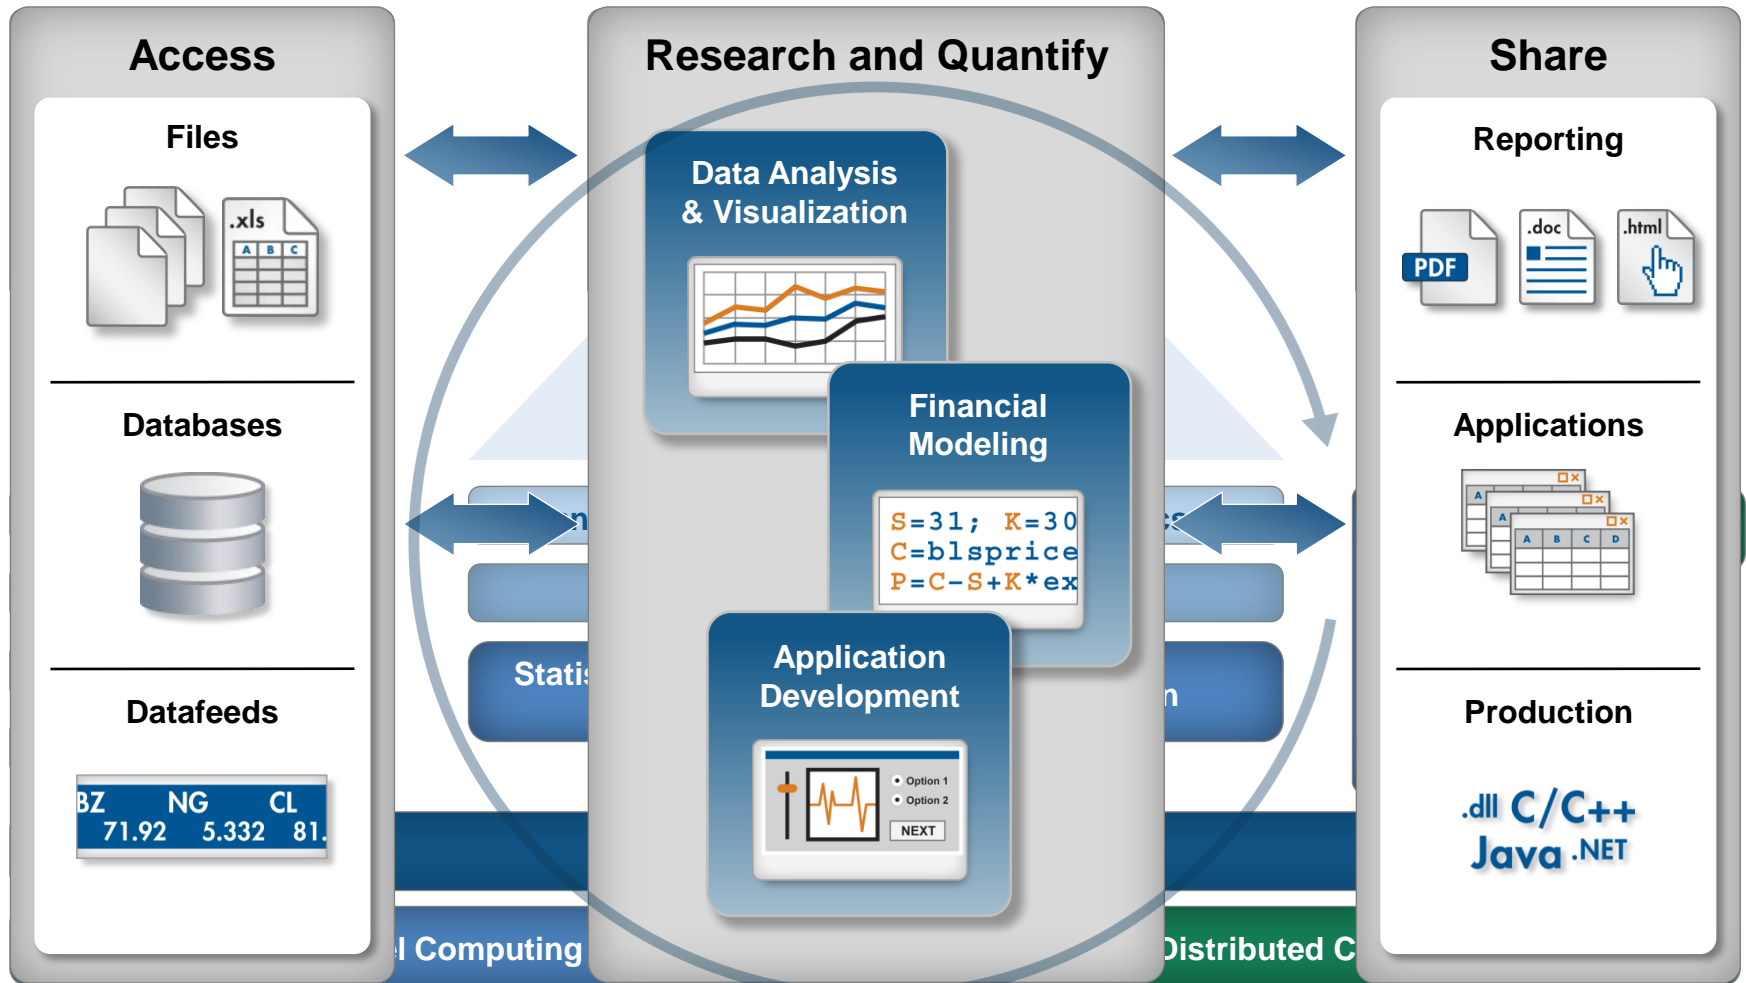 Access
Files
.xls
A B C
Databases
Datafeeds
BZ NG CL
71.92 5.332 81.
Research and Quantify
Data Analysis
& Visualization
Financial
Modeling
S=31; K=30
C=blsprice
P=C-S+K*ex
Application
Development
Option 1
Option 2
NEXT
Computing
Distributed C
Share
Reporting
PDF
.doc
.html
Applications
A
A
A B C D
Production
.dll C/C++
Java .NET